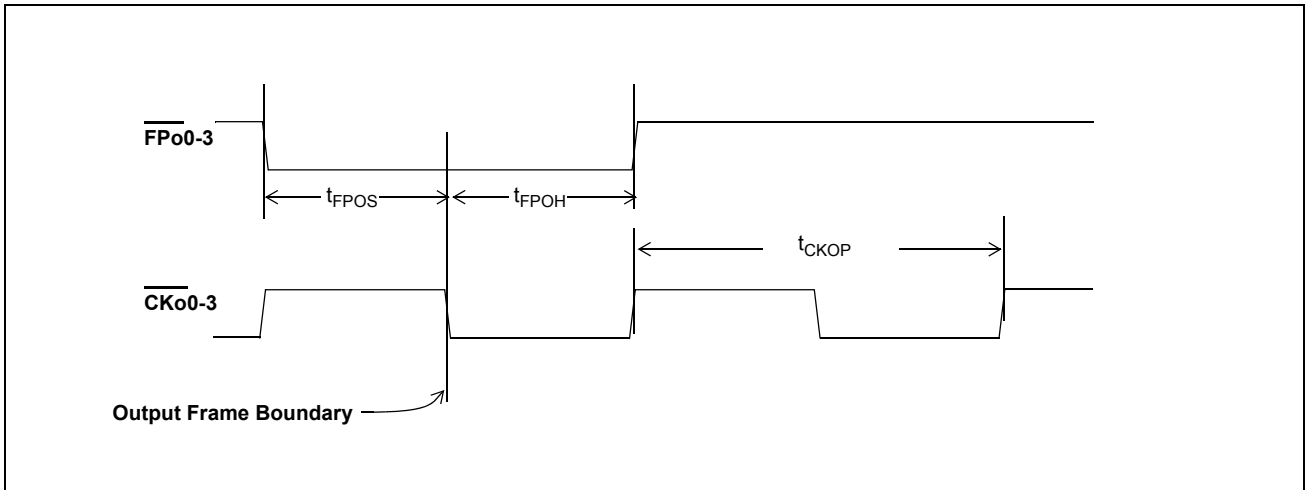 FPo0-3
tFPOS
tFPOH
tCKOP
CKo0-3
Output Frame Boundary